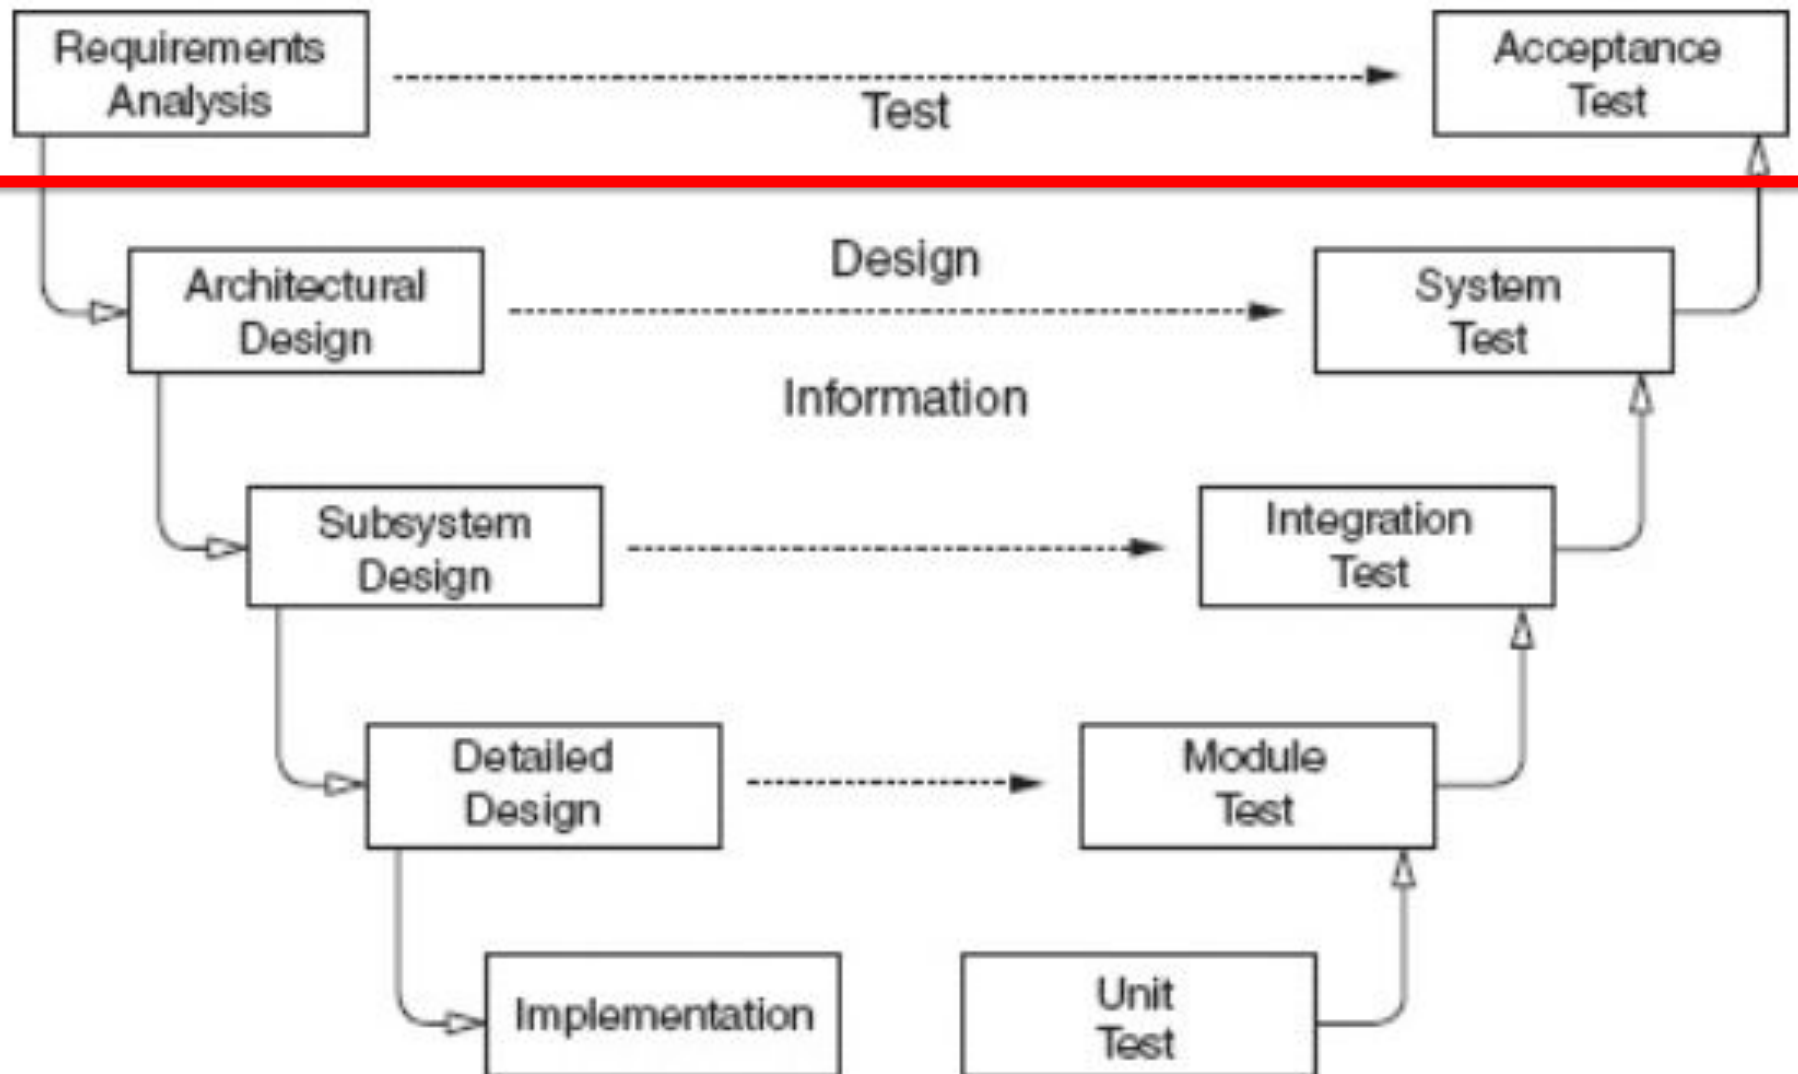 Requirements
Analysis
Test
Acceptance
Test
Architectural
Design
Design
Information
System
Test
Subsystem
Design
Integration
Test
Detailed
Design
Module
Test
Implementation
Unit
Test